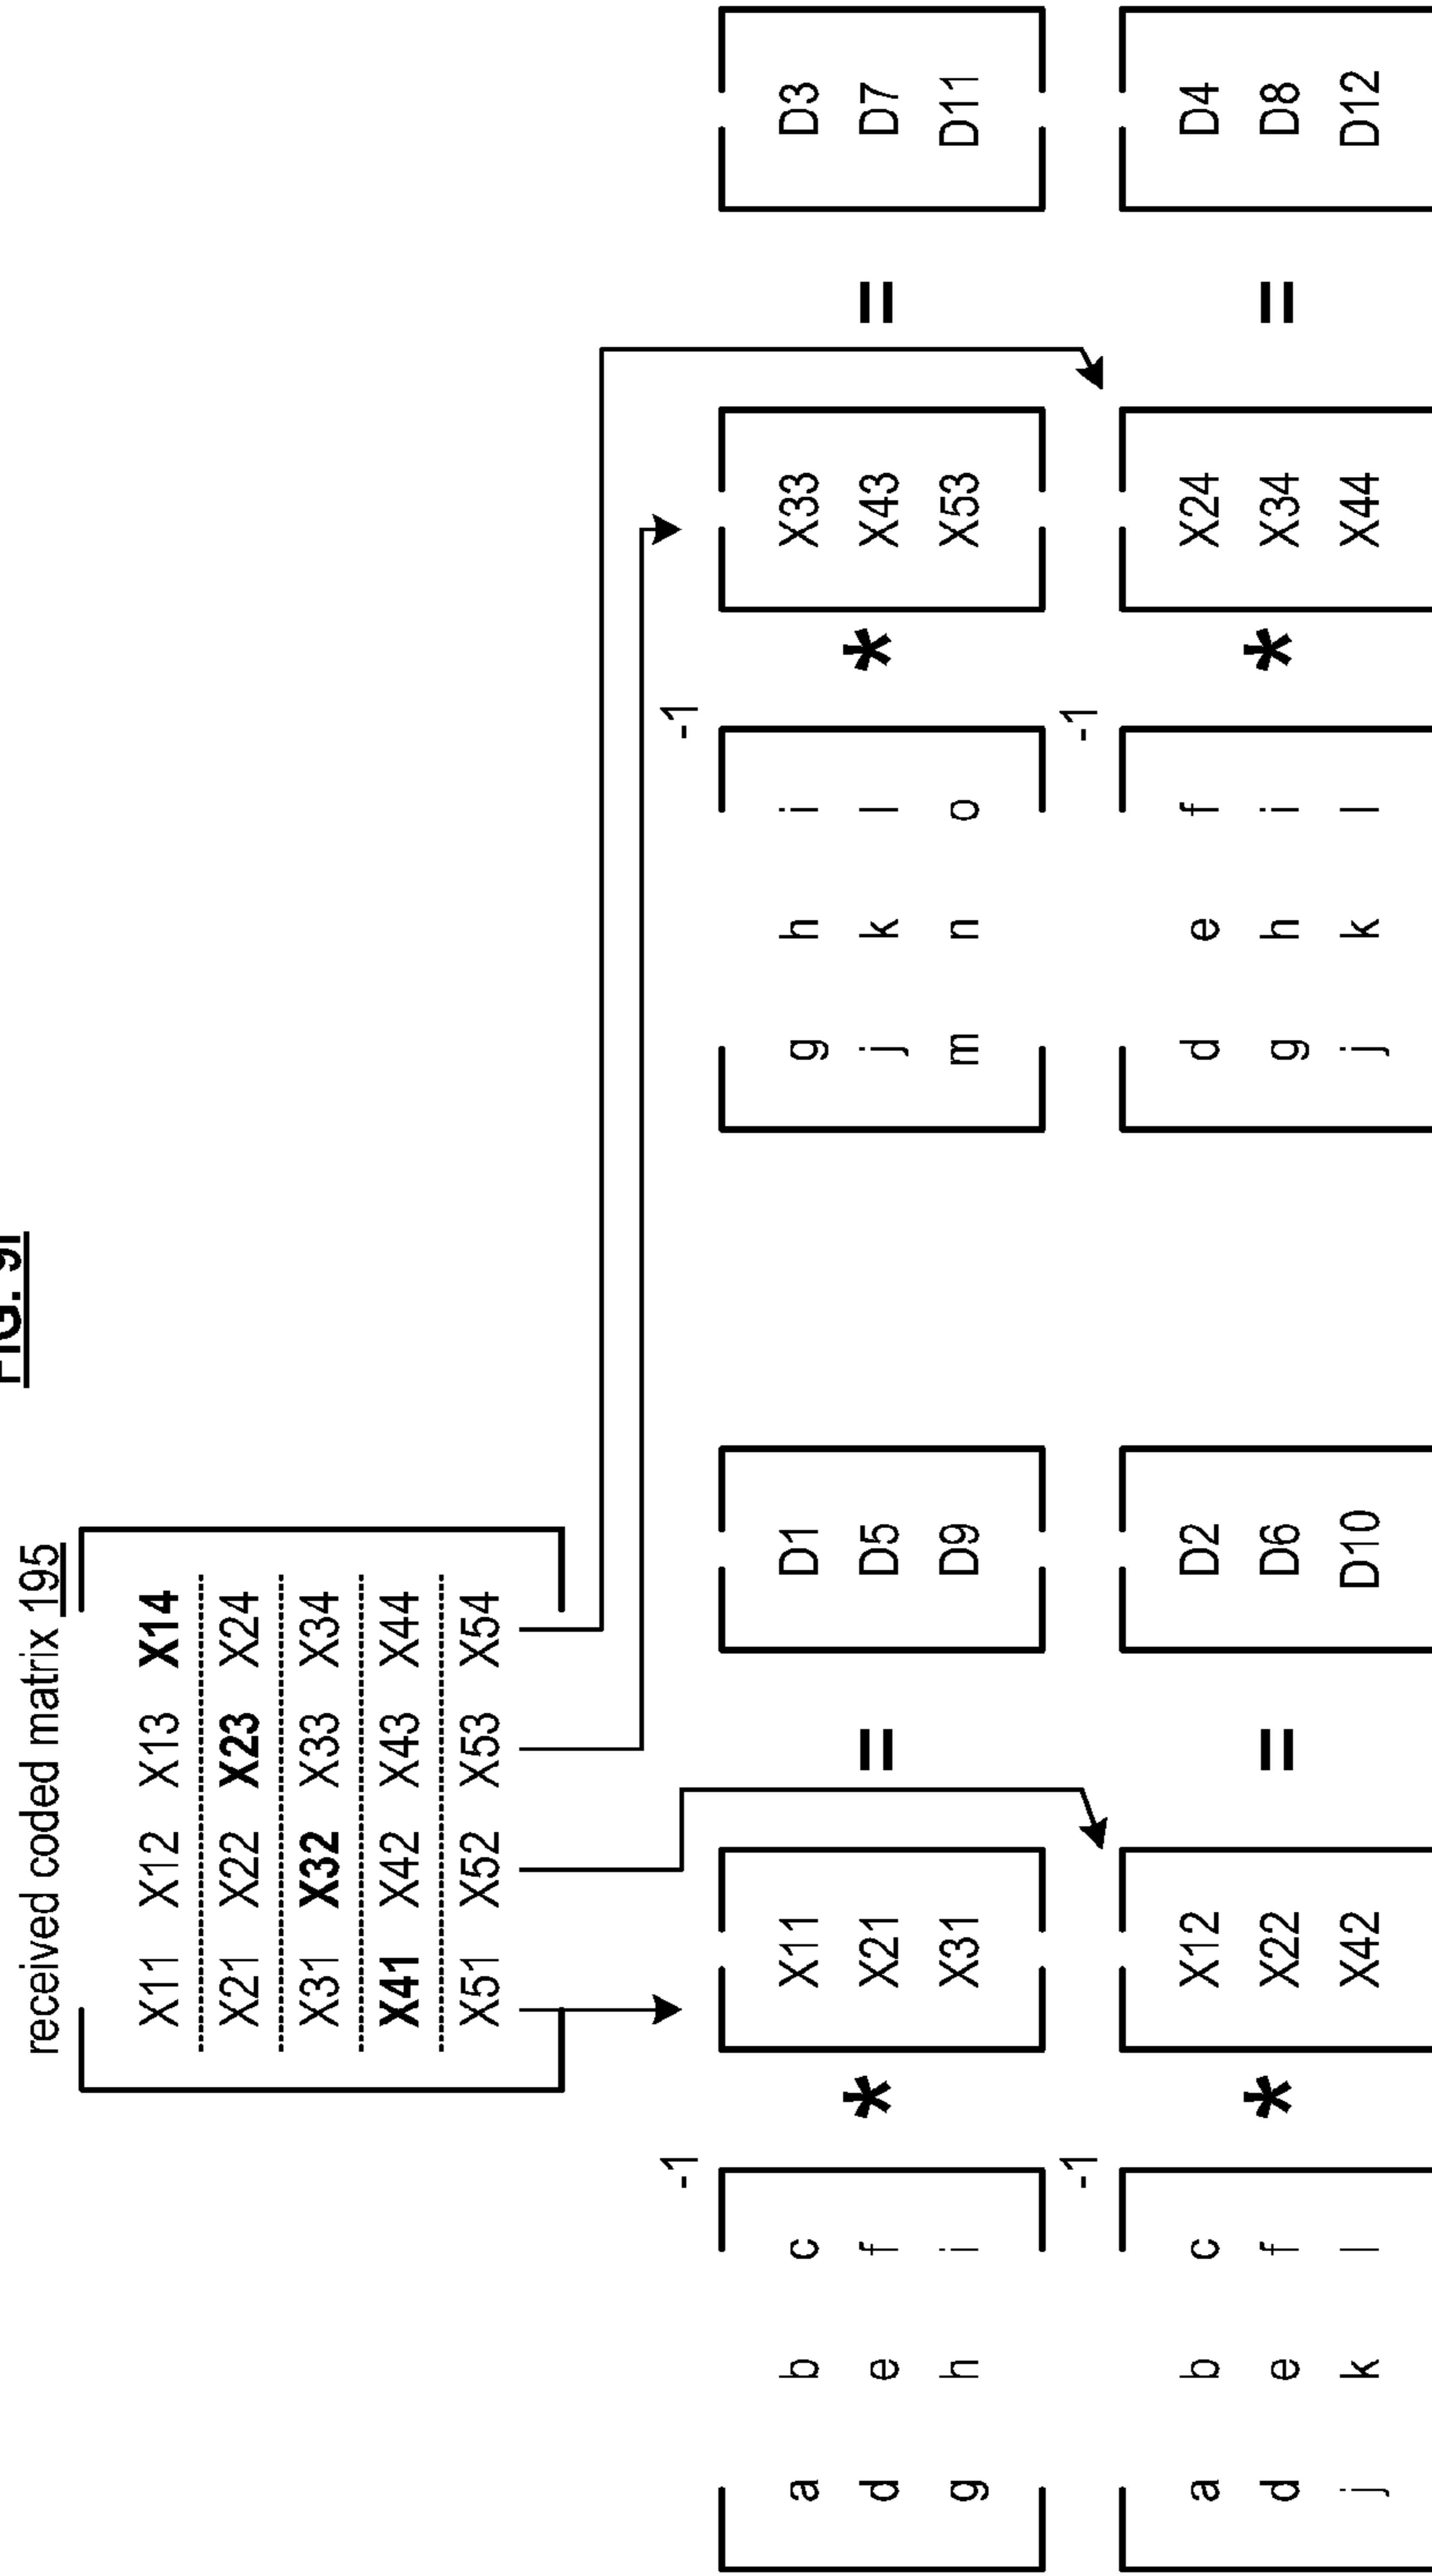 FIG. 9I
received coded matrix 195
X11 X12 X13 X14
X21 X22 X23 X24
X31 X32 X33 X34
X41 X42 X43 X44
X51 X52 X53 X54
-1
a b c
d e f
g h i
*
X11
X21
X31
=
D1
D5
D9
-1
g h i
j k l
m n o
*
X33
X43
X53
=
D3
D7
D11
-1
a b c
d e f
j k l
*
X12
X22
X42
=
D2
D6
D10
-1
d e f
g h i
j k l
*
X24
X34
X44
=
D4
D8
D12